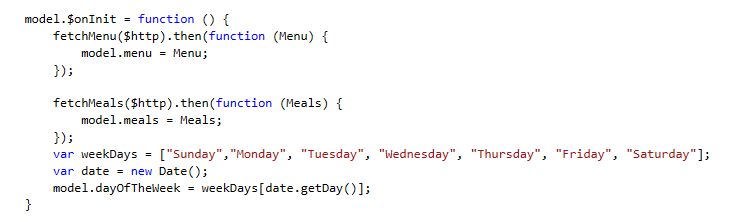 model.$onInit = function () {
    fetchMenu($http).then(function (Menu) {
        model.menu = Menu;
    });

    fetchMeals($http).then(function (Meals) {
        model.meals = Meals;
    });
    var weekDays = ["Sunday","Monday", "Tuesday", "Wednesday", "Thursday", "Friday", "Saturday"];
    var date = new Date();
    model.dayOfTheWeek = weekDays[date.getDay()];
}